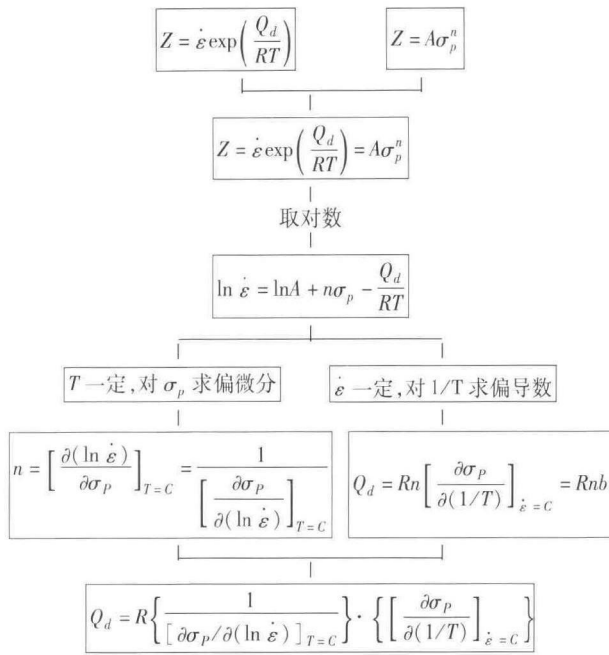 Z = ε̇ exp(Q_d/RT)
Z = Aσ_p^n
Z = ε̇ exp(Q_d/RT) = Aσ_p^n
取对数
ln ε̇ = lnA + nσ_p - Q_d/RT
T 一定,对 σ_p 求偏微分
ε̇ 一定,对 1/T 求偏导数
n = [∂(ln ε̇)/∂σ_P]_{T=C} = 1/[∂σ_P/∂(ln ε̇)]_{T=C}
Q_d = Rn[∂σ_P/∂(1/T)]_{ε̇=C} = Rnb
Q_d = R{1/[∂σ_P/∂(ln ε̇)]_{T=C}}·{[∂σ_P/∂(1/T)]_{ε̇=C}}